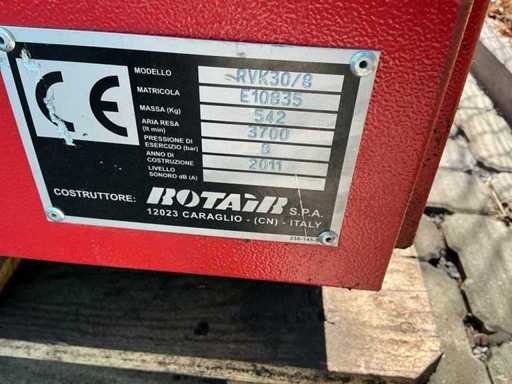 CE
MODELLO RVK30/8
MATRICOLA E10835
MASSA (Kg) 542
ARIA RESA
(lt min) 3700
PRESSIONE DI
ESERCIZIO (bar) 8
ANNO DI
COSTRUZIONE 2011
LIVELLO
SONORO dB (A)
COSTRUTTORE: ROTAIR S.P.A.
12023 CARAGLIO - (CN) - ITALY